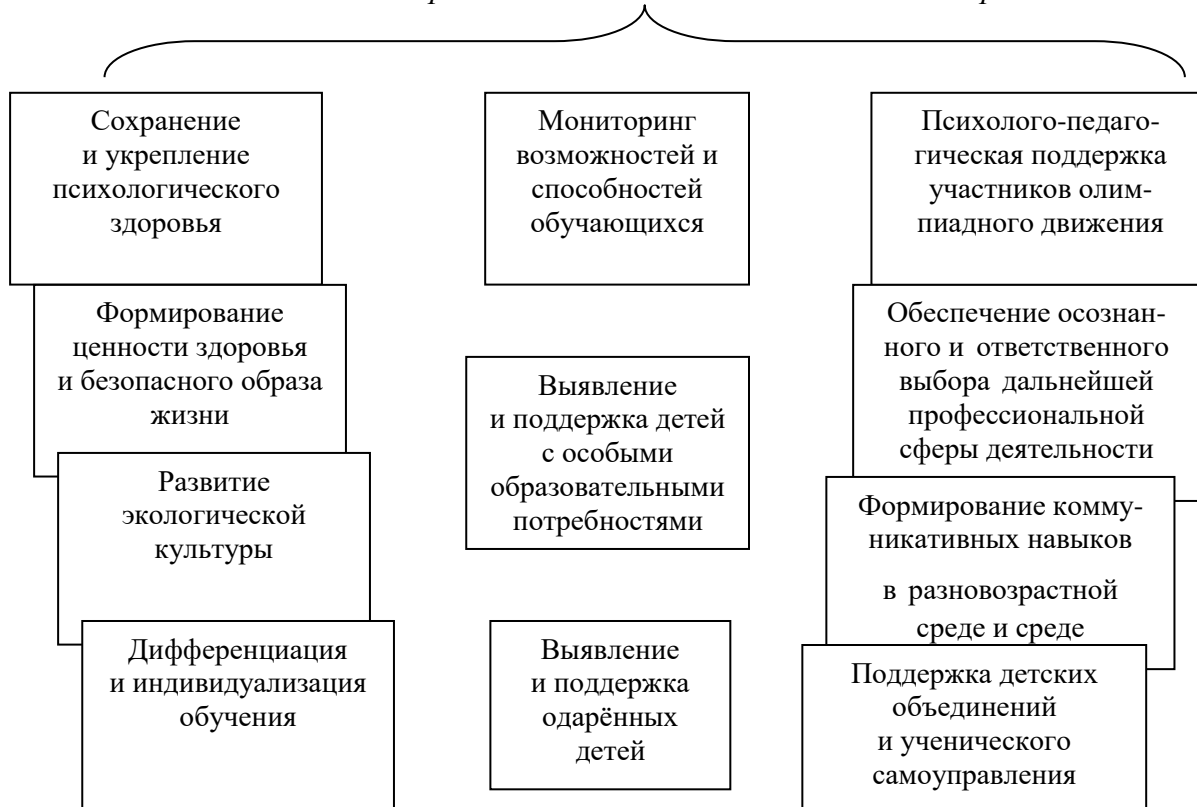 Сохранение
и укрепление
психологического
здоровья
Мониторинг
возможностей и
способностей
обучающихся
Психолого-педаго-
гическая поддержка
участников олим-
пиадного движения
Формирование
ценности здоровья
и безопасного образа
жизни
Выявление
и поддержка детей
с особыми
образовательными
потребностями
Обеспечение осознан-
ного и ответственного
выбора дальнейшей
профессиональной
сферы деятельности
Развитие
экологической
культуры
Формирование комму-
никативных навыков
в разновозрастной
среде и среде
Дифференциация
и индивидуализация
обучения
Выявление
и поддержка
одарённых
детей
Поддержка детских
объединений
и ученического
самоуправления